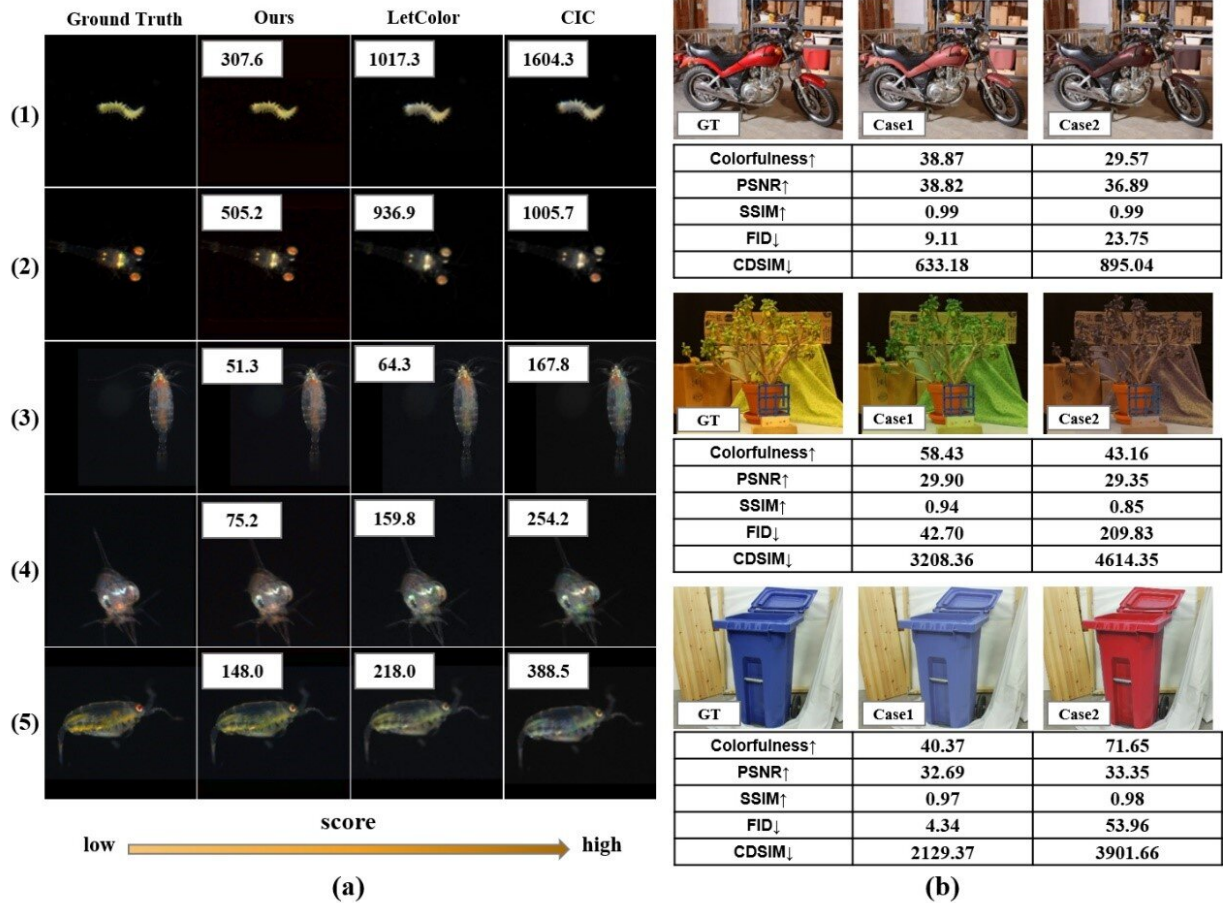 Ground Truth Ours LetColor CIC
(1) 307.6 1017.3 1604.3
(2) 505.2 936.9 1005.7
(3) 51.3 64.3 167.8
(4) 75.2 159.8 254.2
(5) 148.0 218.0 388.5
score
low high
(a)
GT Case1 Case2
Colorfulness↑ 38.87 29.57
PSNR↑ 38.82 36.89
SSIM↑ 0.99 0.99
FID↓ 9.11 23.75
CDSIM↓ 633.18 895.04
GT Case1 Case2
Colorfulness↑ 58.43 43.16
PSNR↑ 29.90 29.35
SSIM↑ 0.94 0.85
FID↓ 42.70 209.83
CDSIM↓ 3208.36 4614.35
GT Case1 Case2
Colorfulness↑ 40.37 71.65
PSNR↑ 32.69 33.35
SSIM↑ 0.97 0.98
FID↓ 4.34 53.96
CDSIM↓ 2129.37 3901.66
(b)